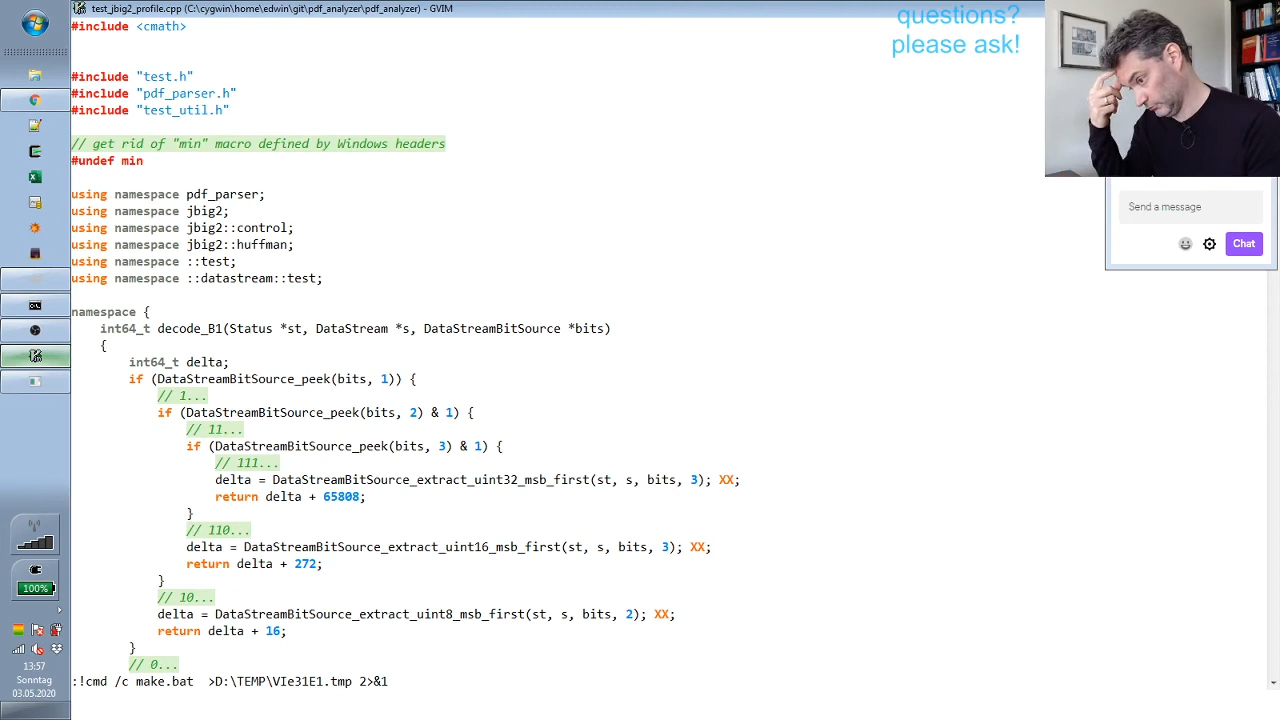 test_jbig2_profile.cpp (C:\cygwin\home\edwin\git\pdf_analyzer\pdf_analyzer) - GVIM
#include <cmath>
#include "test.h"
#include "pdf_parser.h"
#include "test_util.h"
// get rid of "min" macro defined by Windows headers
#undef min
using namespace pdf_parser;
using namespace jbig2;
using namespace jbig2::control;
using namespace jbig2::huffman;
using namespace ::test;
using namespace ::datastream::test;
namespace {
int64_t decode_B1(Status *st, DataStream *s, DataStreamBitSource *bits)
{
int64_t delta;
if (DataStreamBitSource_peek(bits, 1)) {
// 1...
if (DataStreamBitSource_peek(bits, 2) & 1) {
// 11...
if (DataStreamBitSource_peek(bits, 3) & 1) {
// 111...
delta = DataStreamBitSource_extract_uint32_msb_first(st, s, bits, 3); XX;
return delta + 65808;
}
// 110...
delta = DataStreamBitSource_extract_uint16_msb_first(st, s, bits, 3); XX;
return delta + 272;
}
// 10...
delta = DataStreamBitSource_extract_uint8_msb_first(st, s, bits, 2); XX;
return delta + 16;
}
// 0...
:!cmd /c make.bat >D:\TEMP\VIe31E1.tmp 2>&1
questions?
please ask!
Send a message
Chat
100%
13:57
Sonntag
03.05.2020